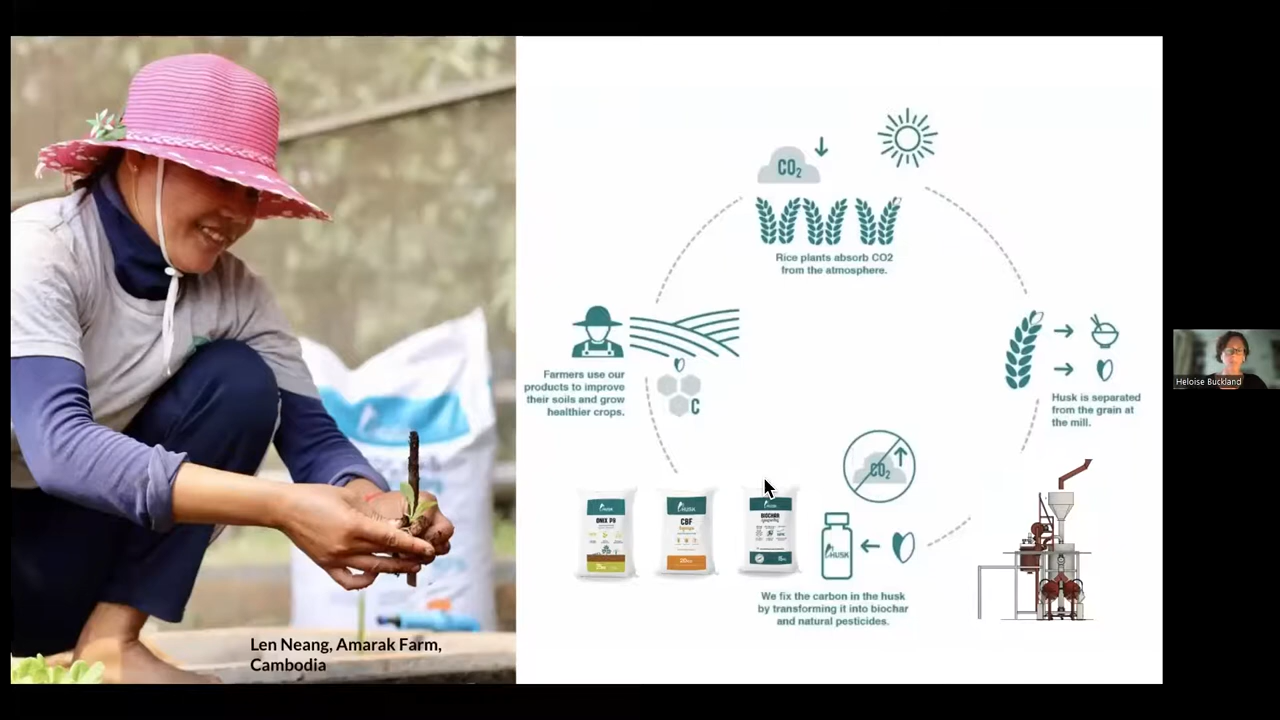 CO2
Rice plants absorb CO2
from the atmosphere.
Husk is separated
from the grain at
the mill.
Farmers use our
products to improve
their soils and grow
healthier crops.
C
CO2
HUSK
CBF
HUSK
BIOCHAR
HUSK
We fix the carbon in the husk
by transforming it into biochar
and natural pesticides.
Len Neang, Amarak Farm,
Cambodia
Heloise Buckland